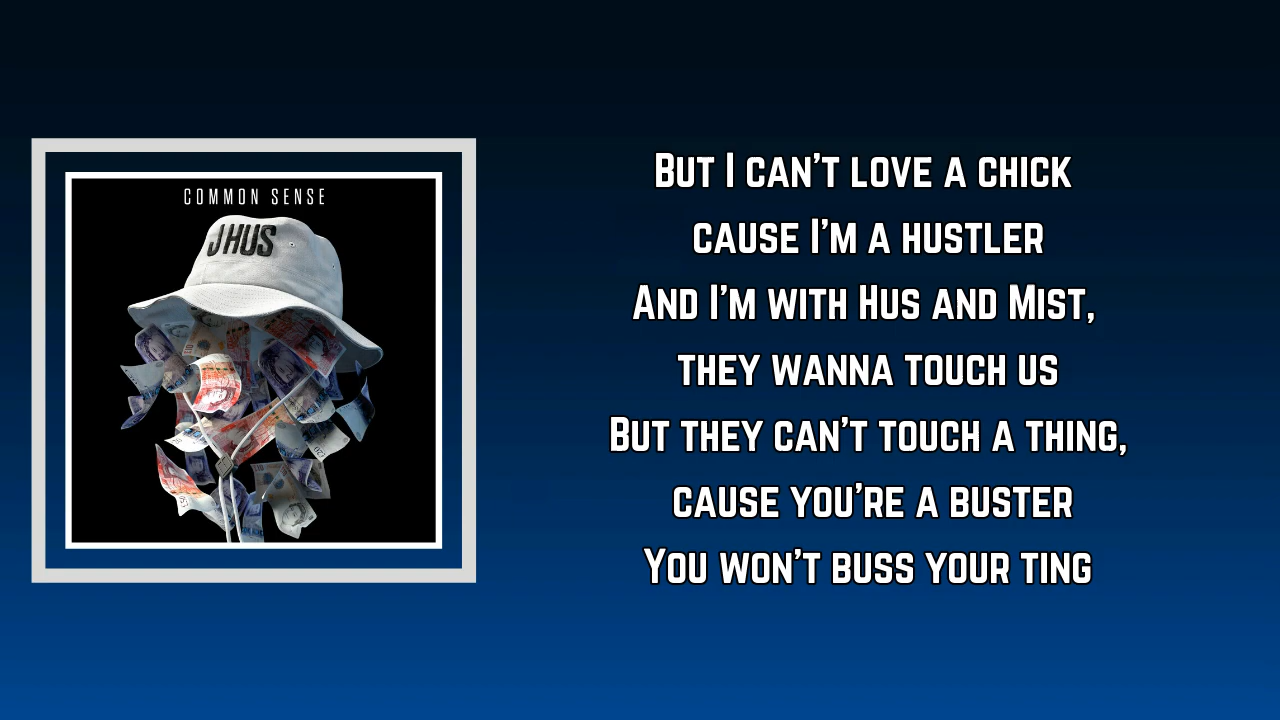 COMMON SENSE
JHUS
But I can't love a chick
cause I'm a hustler
And I'm with Hus and Mist,
they wanna touch us
But they can't touch a thing,
cause you're a buster
You won't buss your ting